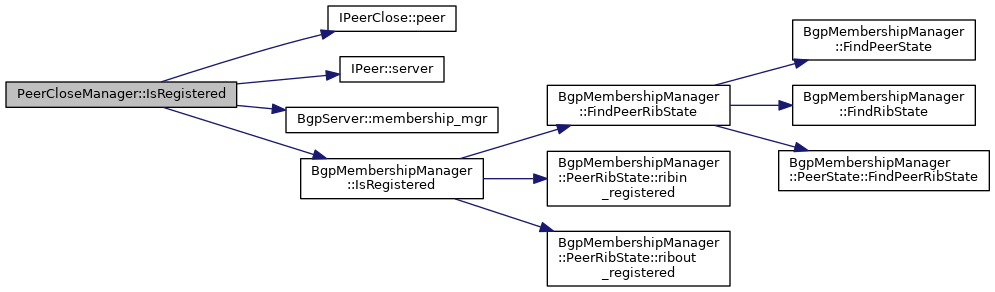 PeerCloseManager::IsRegistered
IPeerClose::peer
IPeer::server
BgpServer::membership_mgr
BgpMembershipManager
::IsRegistered
BgpMembershipManager
::FindPeerRibState
BgpMembershipManager
::PeerRibState::ribin
_registered
BgpMembershipManager
::PeerRibState::ribout
_registered
BgpMembershipManager
::FindPeerState
BgpMembershipManager
::FindRibState
BgpMembershipManager
::PeerState::FindPeerRibState